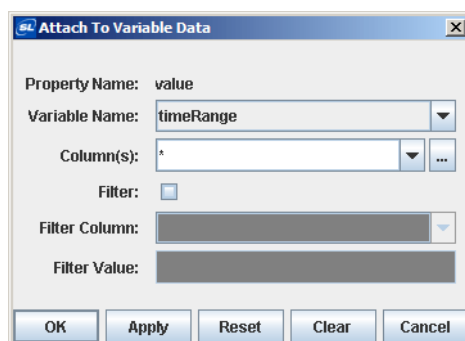 SL Attach To Variable Data
Property Name: value
Variable Name: timeRange
Column(s): * ...
Filter:
Filter Column:
Filter Value:
OK Apply Reset Clear Cancel